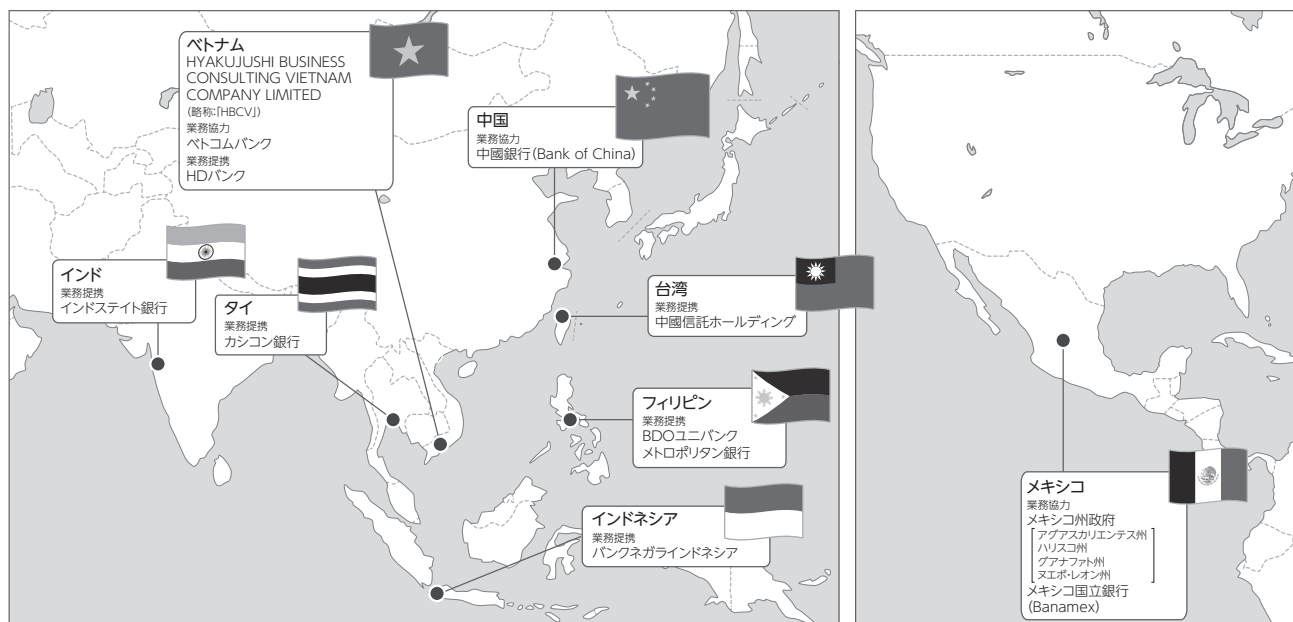 ベトナム
HYAKUJUSHI BUSINESS
CONSULTING VIETNAM
COMPANY LIMITED
(略称:「HBCV」)
業務協力
ベトコムバンク
業務提携
HDバンク
中国
業務協力
中國銀行(Bank of China)
インド
業務提携
インドステイト銀行
タイ
業務提携
カシコン銀行
台湾
業務提携
中國信託ホールディング
フィリピン
業務提携
BDOユニバンク
メトロポリタン銀行
インドネシア
業務提携
バンクネガラインドネシア
メキシコ
業務協力
メキシコ州政府
アグアスカリエンテス州
ハリスコ州
グアナファト州
ヌエボ・レオン州
メキシコ国立銀行
(Banamex)